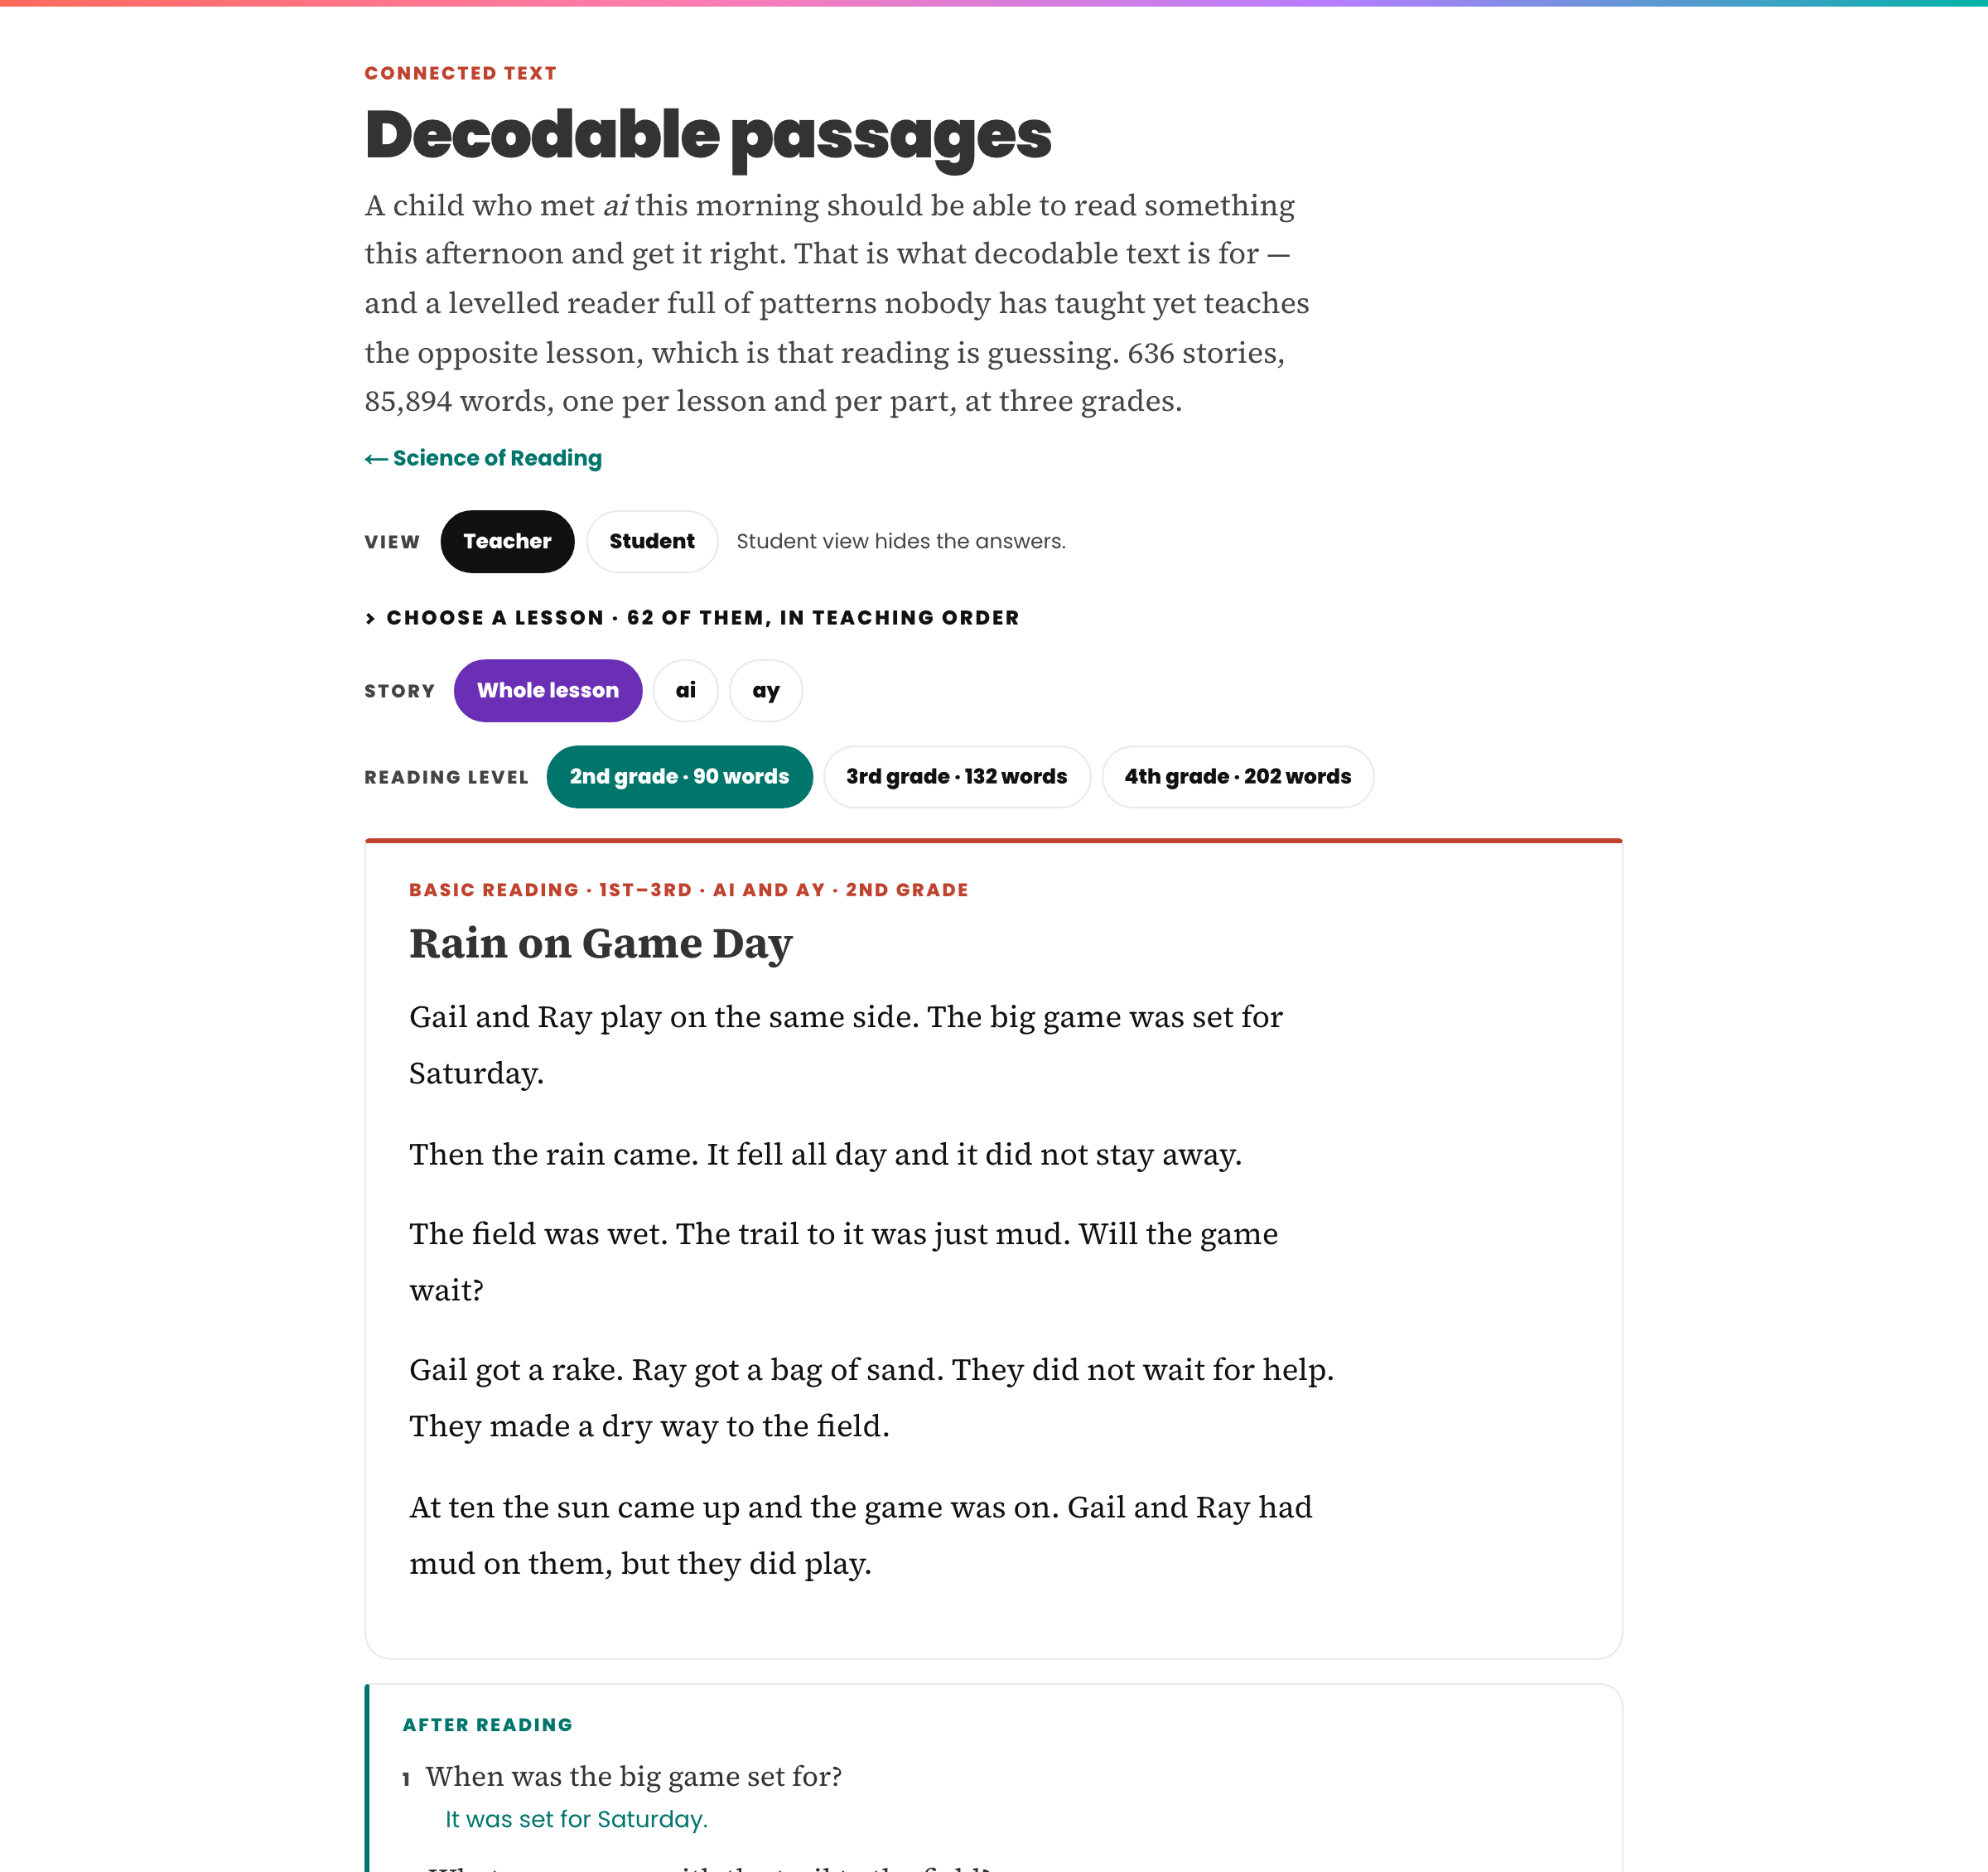 CONNECTED TEXT
Decodable passages
A child who met ai this morning should be able to read something
this afternoon and get it right. That is what decodable text is for —
and a levelled reader full of patterns nobody has taught yet teaches
the opposite lesson, which is that reading is guessing. 636 stories,
85,894 words, one per lesson and per part, at three grades.
← Science of Reading
VIEW Teacher Student Student view hides the answers.
› CHOOSE A LESSON · 62 OF THEM, IN TEACHING ORDER
STORY Whole lesson ai ay
READING LEVEL 2nd grade · 90 words 3rd grade · 132 words 4th grade · 202 words
BASIC READING · 1ST–3RD · AI AND AY · 2ND GRADE
Rain on Game Day
Gail and Ray play on the same side. The big game was set for
Saturday.
Then the rain came. It fell all day and it did not stay away.
The field was wet. The trail to it was just mud. Will the game
wait?
Gail got a rake. Ray got a bag of sand. They did not wait for help.
They made a dry way to the field.
At ten the sun came up and the game was on. Gail and Ray had
mud on them, but they did play.
AFTER READING
1 When was the big game set for?
It was set for Saturday.